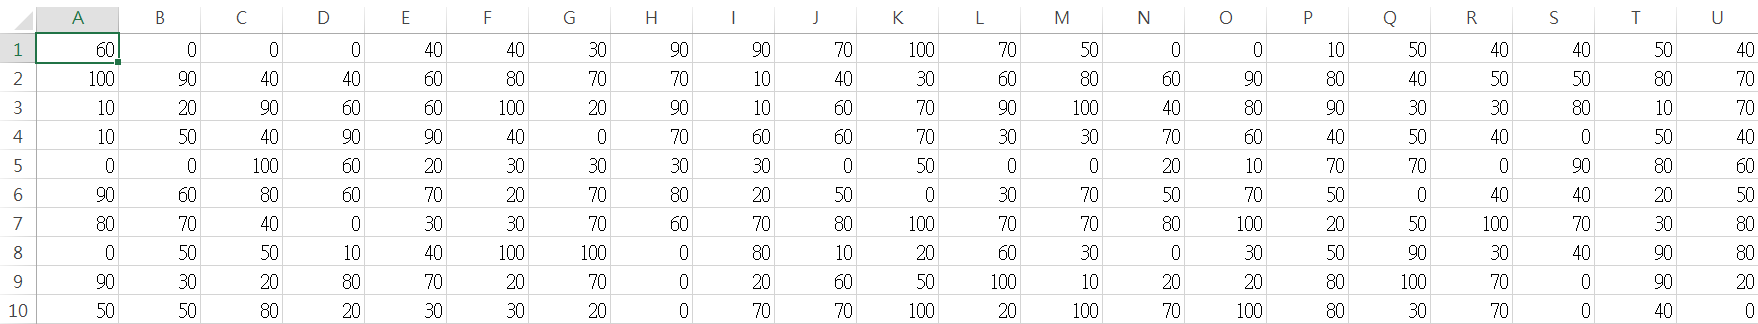 A B C D E F G H I J K L M N O P Q R S T U
1 60 0 0 0 40 40 30 90 90 70 100 70 50 0 0 10 50 40 40 50 40
2 100 90 40 40 60 80 70 70 10 40 30 60 80 60 90 80 40 50 50 80 70
3 10 20 90 60 60 100 20 90 10 60 70 90 100 40 80 90 30 30 80 10 70
4 10 50 40 90 90 40 0 70 60 60 70 30 30 70 60 40 50 40 0 50 40
5 0 0 100 60 20 30 30 30 30 0 50 0 0 20 10 70 70 0 90 80 60
6 90 60 80 60 70 20 70 80 20 50 0 30 70 50 70 50 0 40 40 20 50
7 80 70 40 0 30 30 70 60 70 80 100 70 70 80 100 20 50 100 70 30 80
8 0 50 50 10 40 100 100 0 80 10 20 60 30 0 30 50 90 30 40 90 80
9 90 30 20 80 70 20 70 0 20 60 50 100 10 20 20 80 100 70 0 90 20
10 50 50 80 20 30 30 20 0 70 70 100 20 100 70 100 80 30 70 0 40 0